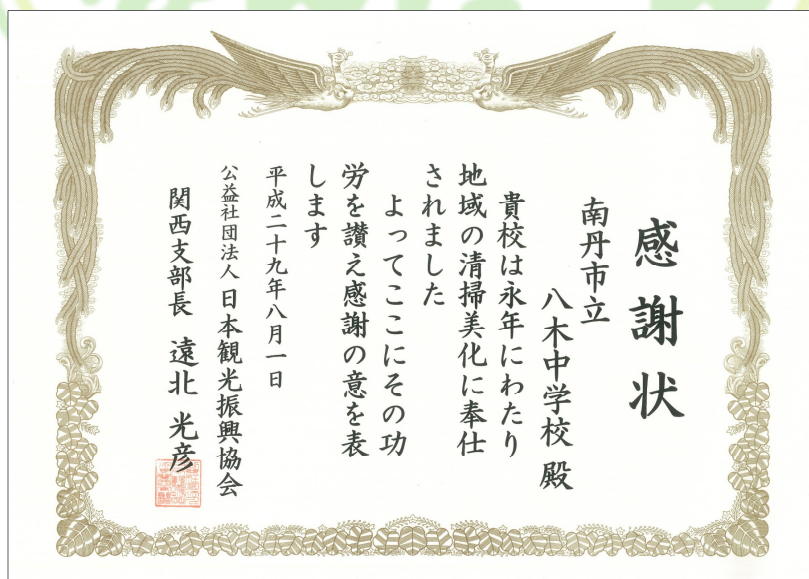 感謝状
南丹市立
八木中学校 殿
貴校は永年にわたり
地域の清掃美化に奉仕
されました
よってここにその功
労を讃え感謝の意を表
します
平成二十九年八月一日
公益社団法人 日本観光振興協会
関西支部長 遠北 光彦